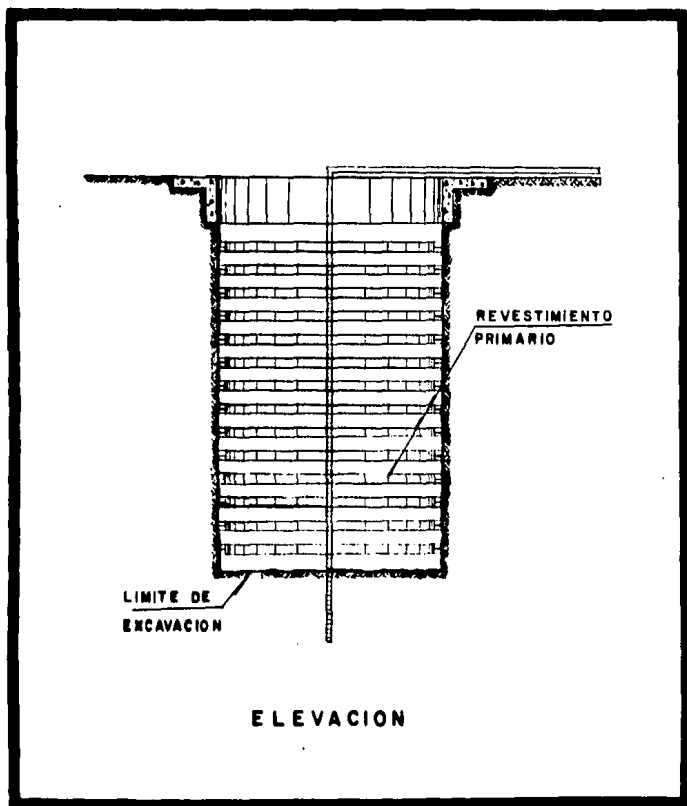 REVESTIMIENTO
PRIMARIO
LIMITE DE
EXCAVACION
ELEVACION